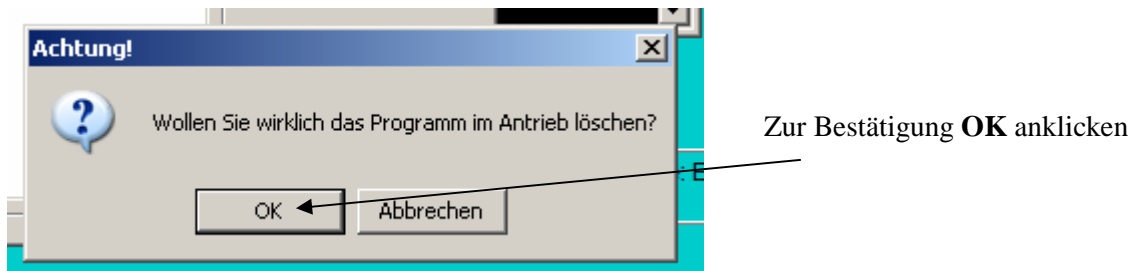 Achtung!
Wollen Sie wirklich das Programm im Antrieb löschen?
Zur Bestätigung OK anklicken
: E
OK Abbrechen